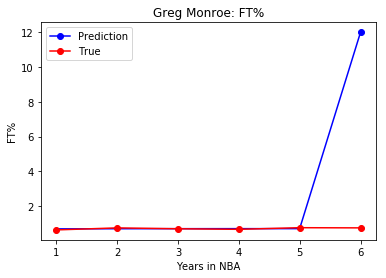 Greg Monroe: FT%
Prediction
True
12
10
8
6
4
2
FT%
1 2 3 4 5 6
Years in NBA